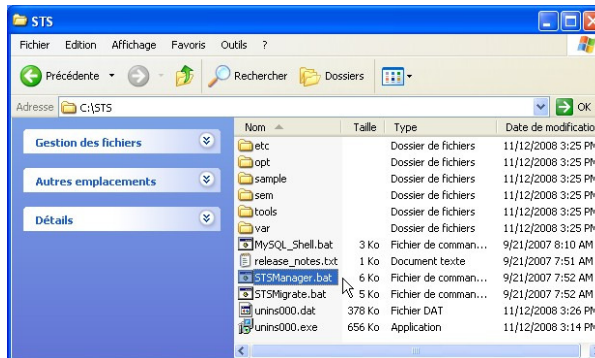 STS
Fichier Edition Affichage Favoris Outils ?
Précédente Rechercher Dossiers
Adresse C:\STS OK
Nom Taille Type Date de modificatio
Gestion des fichiers
Autres emplacements
Détails
etc Dossier de fichiers 11/12/2008 3:25 PM
opt Dossier de fichiers 11/12/2008 3:25 PM
sample Dossier de fichiers 11/12/2008 3:25 PM
sem Dossier de fichiers 11/12/2008 3:25 PM
tools Dossier de fichiers 11/12/2008 3:25 PM
var Dossier de fichiers 11/12/2008 3:25 PM
MySQL_Shell.bat 3 Ko Fichier de comman... 9/21/2007 8:10 AM
release_notes.txt 1 Ko Document texte 9/21/2007 7:51 AM
STSManager.bat 6 Ko Fichier de comman... 9/21/2007 7:52 AM
STSMigrate.bat 5 Ko Fichier de comman... 9/21/2007 7:52 AM
unins000.dat 378 Ko Fichier DAT 11/12/2008 3:26 PM
unins000.exe 656 Ko Application 11/12/2008 3:14 PM